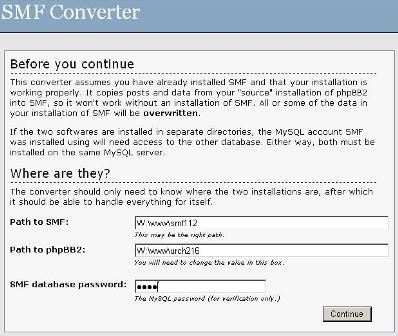 SMF Converter
Before you continue
This converter assumes you have already installed SMF and that your installation is
working properly. It copies posts and data from your "source" installation of phpBB2
into SMF, so it won't work without an installation of SMF. All or some of the data in
your installation of SMF will be overwritten.
If the two softwares are installed in separate directories, the MySQL account SMF
was installed using will need access to the other database. Either way, both must be
installed on the same MySQL server.
Where are they?
The converter should only need to know where the two installations are, after which
it should be able to handle everything for itself.
Path to SMF:
W:\www\smf112
This may be the right path.
Path to phpBB2:
W:\www\urch216
You will need to change the value in this box.
SMF database password:
●●●●
The MySQL password (for verification only.)
Continue